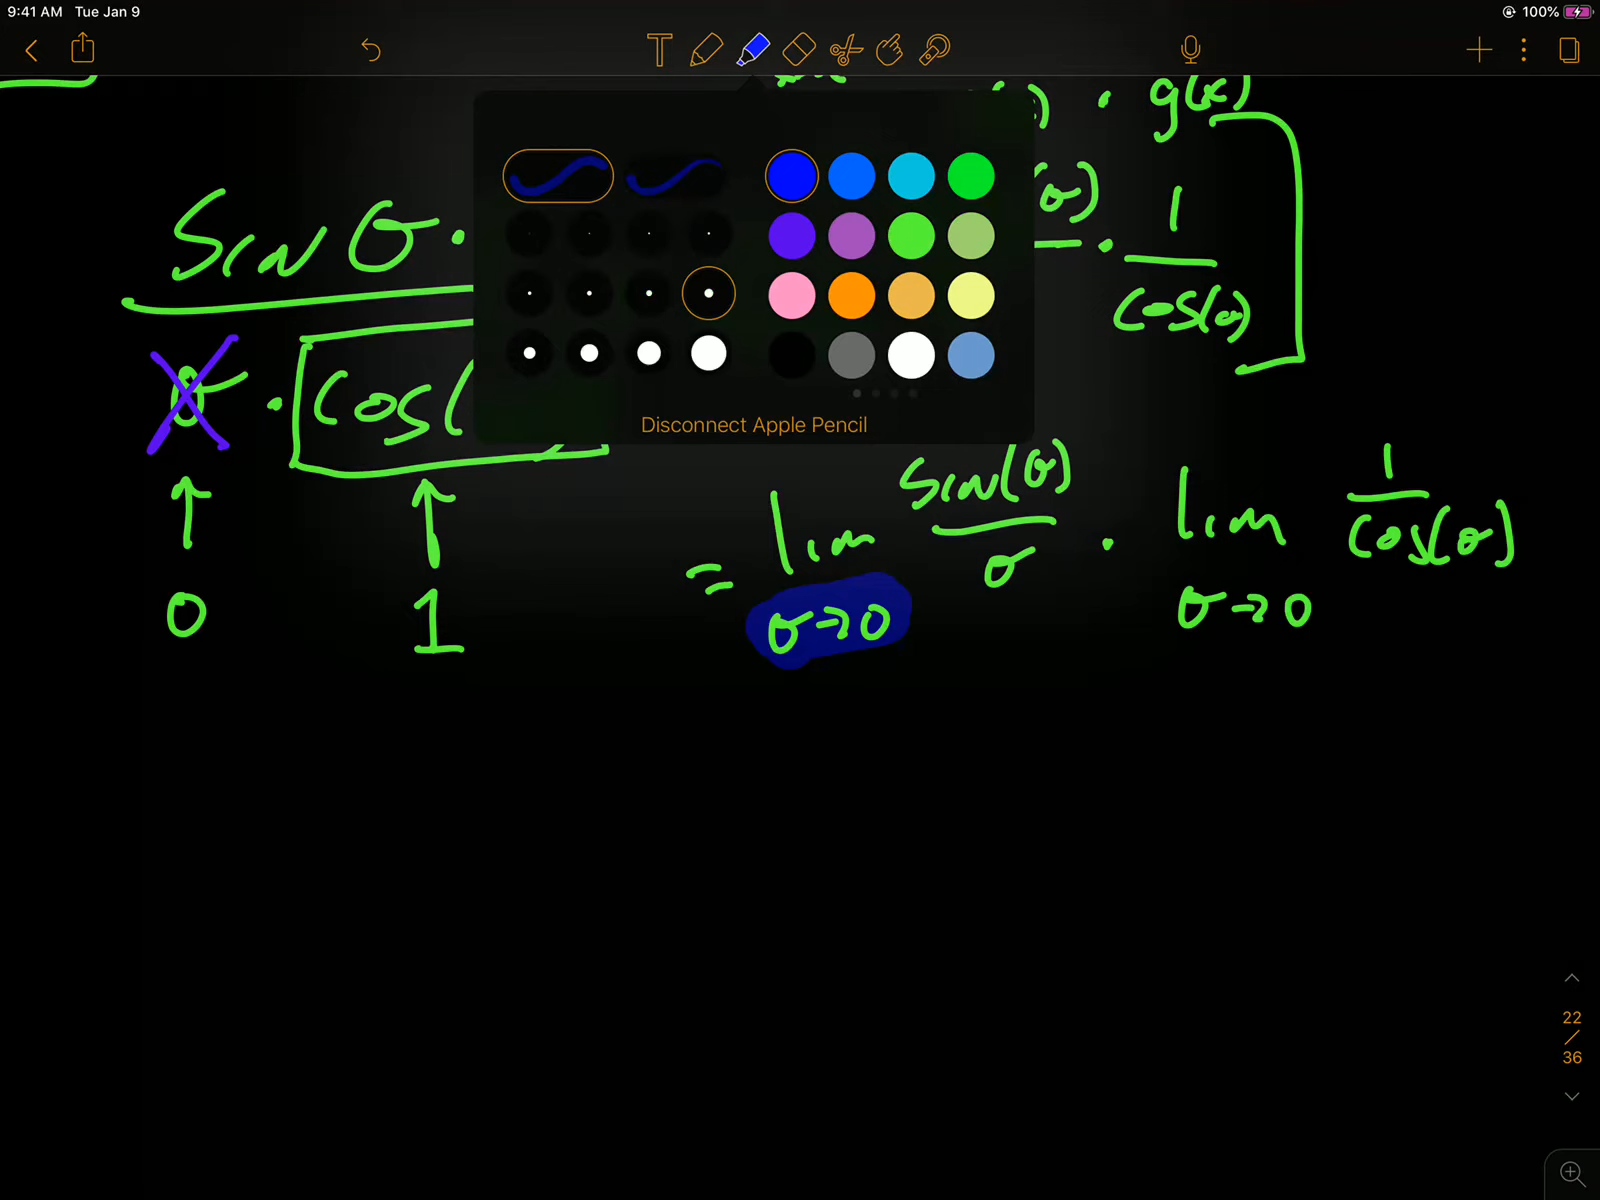 9:41 AM Tue Jan 9
100%
T
· g(x)
sin θ ·
(θ) · 1
cos(θ)
θ · cos(
Disconnect Apple Pencil
= lim sin(θ) · lim 1
θ→0 θ θ→0 cos(θ)
0 1
22
/
36